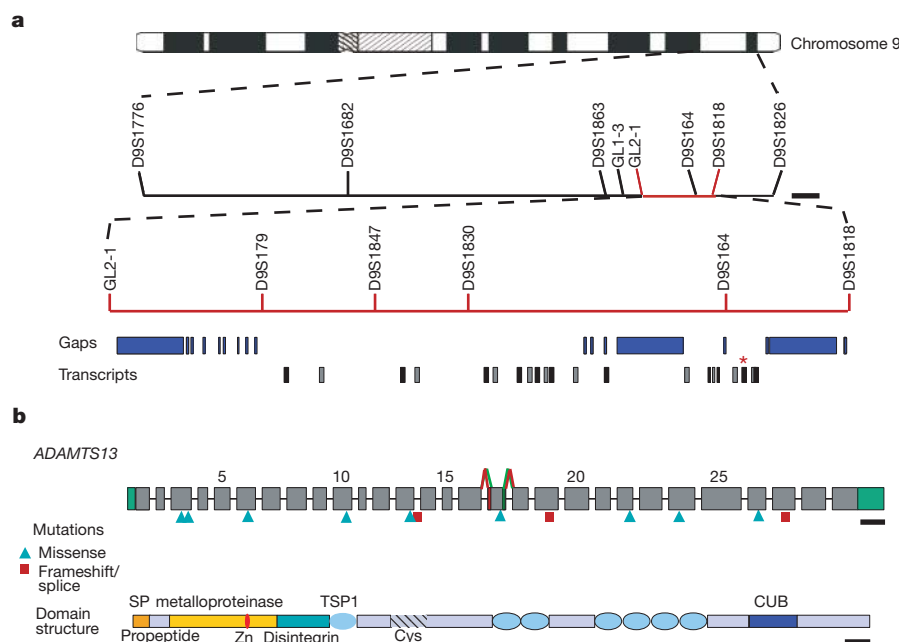 a
Chromosome 9
D9S1776
D9S1682
D9S1863
GL1-3
GL2-1
D9S164
D9S1818
D9S1826
GL2-1
D9S179
D9S1847
D9S1830
D9S164
D9S1818
Gaps
Transcripts
*
b
ADAMTS13
5 10 15 20 25
Mutations
Missense
Frameshift/
splice
SP metalloproteinase TSP1 CUB
Domain
structure
Propeptide Zn Disintegrin Cys